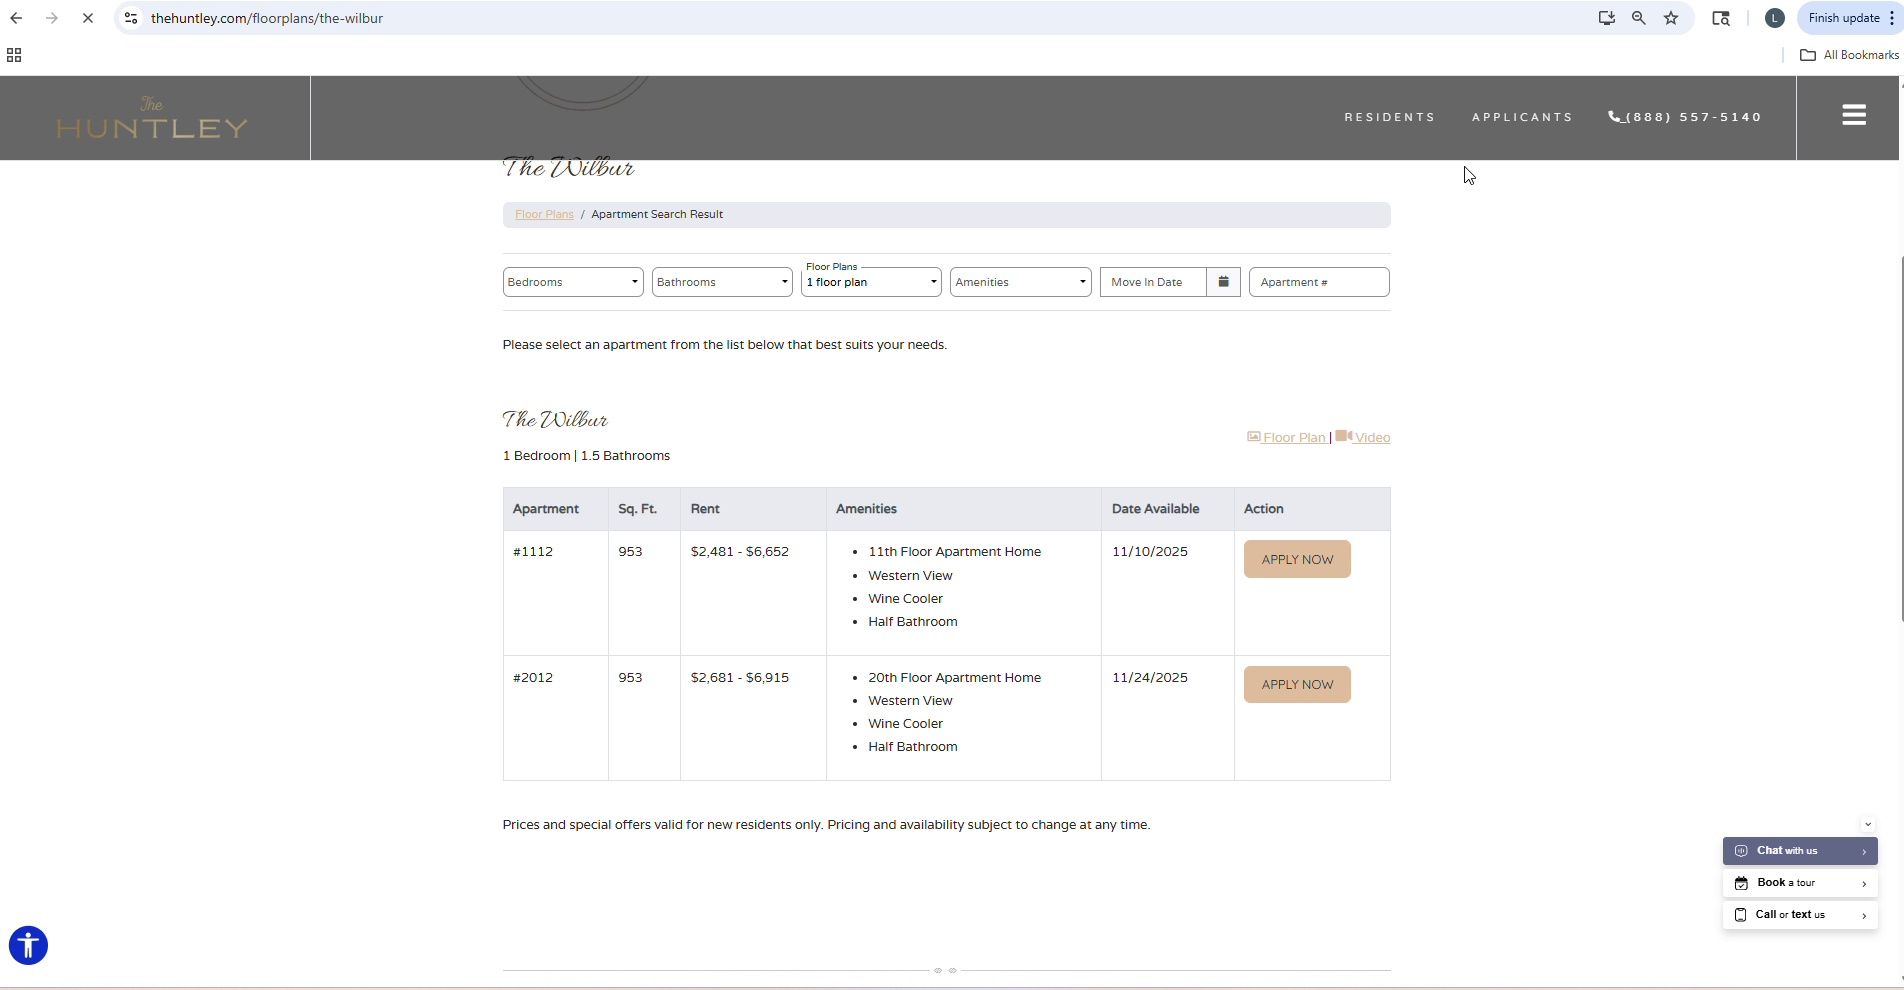 thehuntley.com/floorplans/the-wilbur
L
Finish update
All Bookmarks
The
HUNTLEY
RESIDENTS
APPLICANTS
(888) 557-5140
The Wilbur
Floor Plans / Apartment Search Result
Bedrooms
Bathrooms
Floor Plans
1 floor plan
Amenities
Move In Date
Apartment #
Please select an apartment from the list below that best suits your needs.
The Wilbur
Floor Plan | Video
1 Bedroom | 1.5 Bathrooms
Apartment Sq. Ft. Rent Amenities Date Available Action
#1112 953 $2,481 - $6,652 • 11th Floor Apartment Home 11/10/2025 APPLY NOW
• Western View
• Wine Cooler
• Half Bathroom
#2012 953 $2,681 - $6,915 • 20th Floor Apartment Home 11/24/2025 APPLY NOW
• Western View
• Wine Cooler
• Half Bathroom
Prices and special offers valid for new residents only. Pricing and availability subject to change at any time.
Chat with us
Book a tour
Call or text us